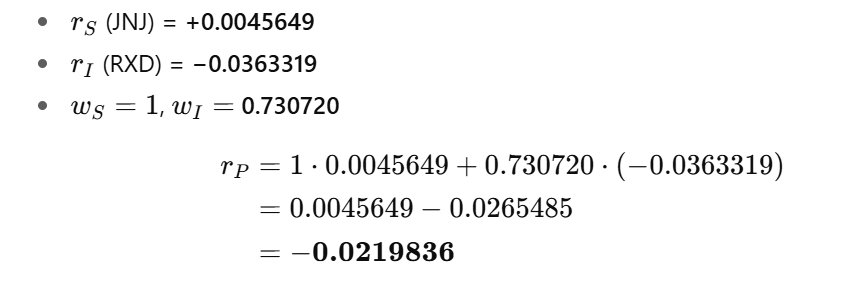 • r_S (JNJ) = +0.0045649
• r_I (RXD) = −0.0363319
• w_S = 1, w_I = 0.730720
r_P = 1 · 0.0045649 + 0.730720 · (−0.0363319)
= 0.0045649 − 0.0265485
= −0.0219836